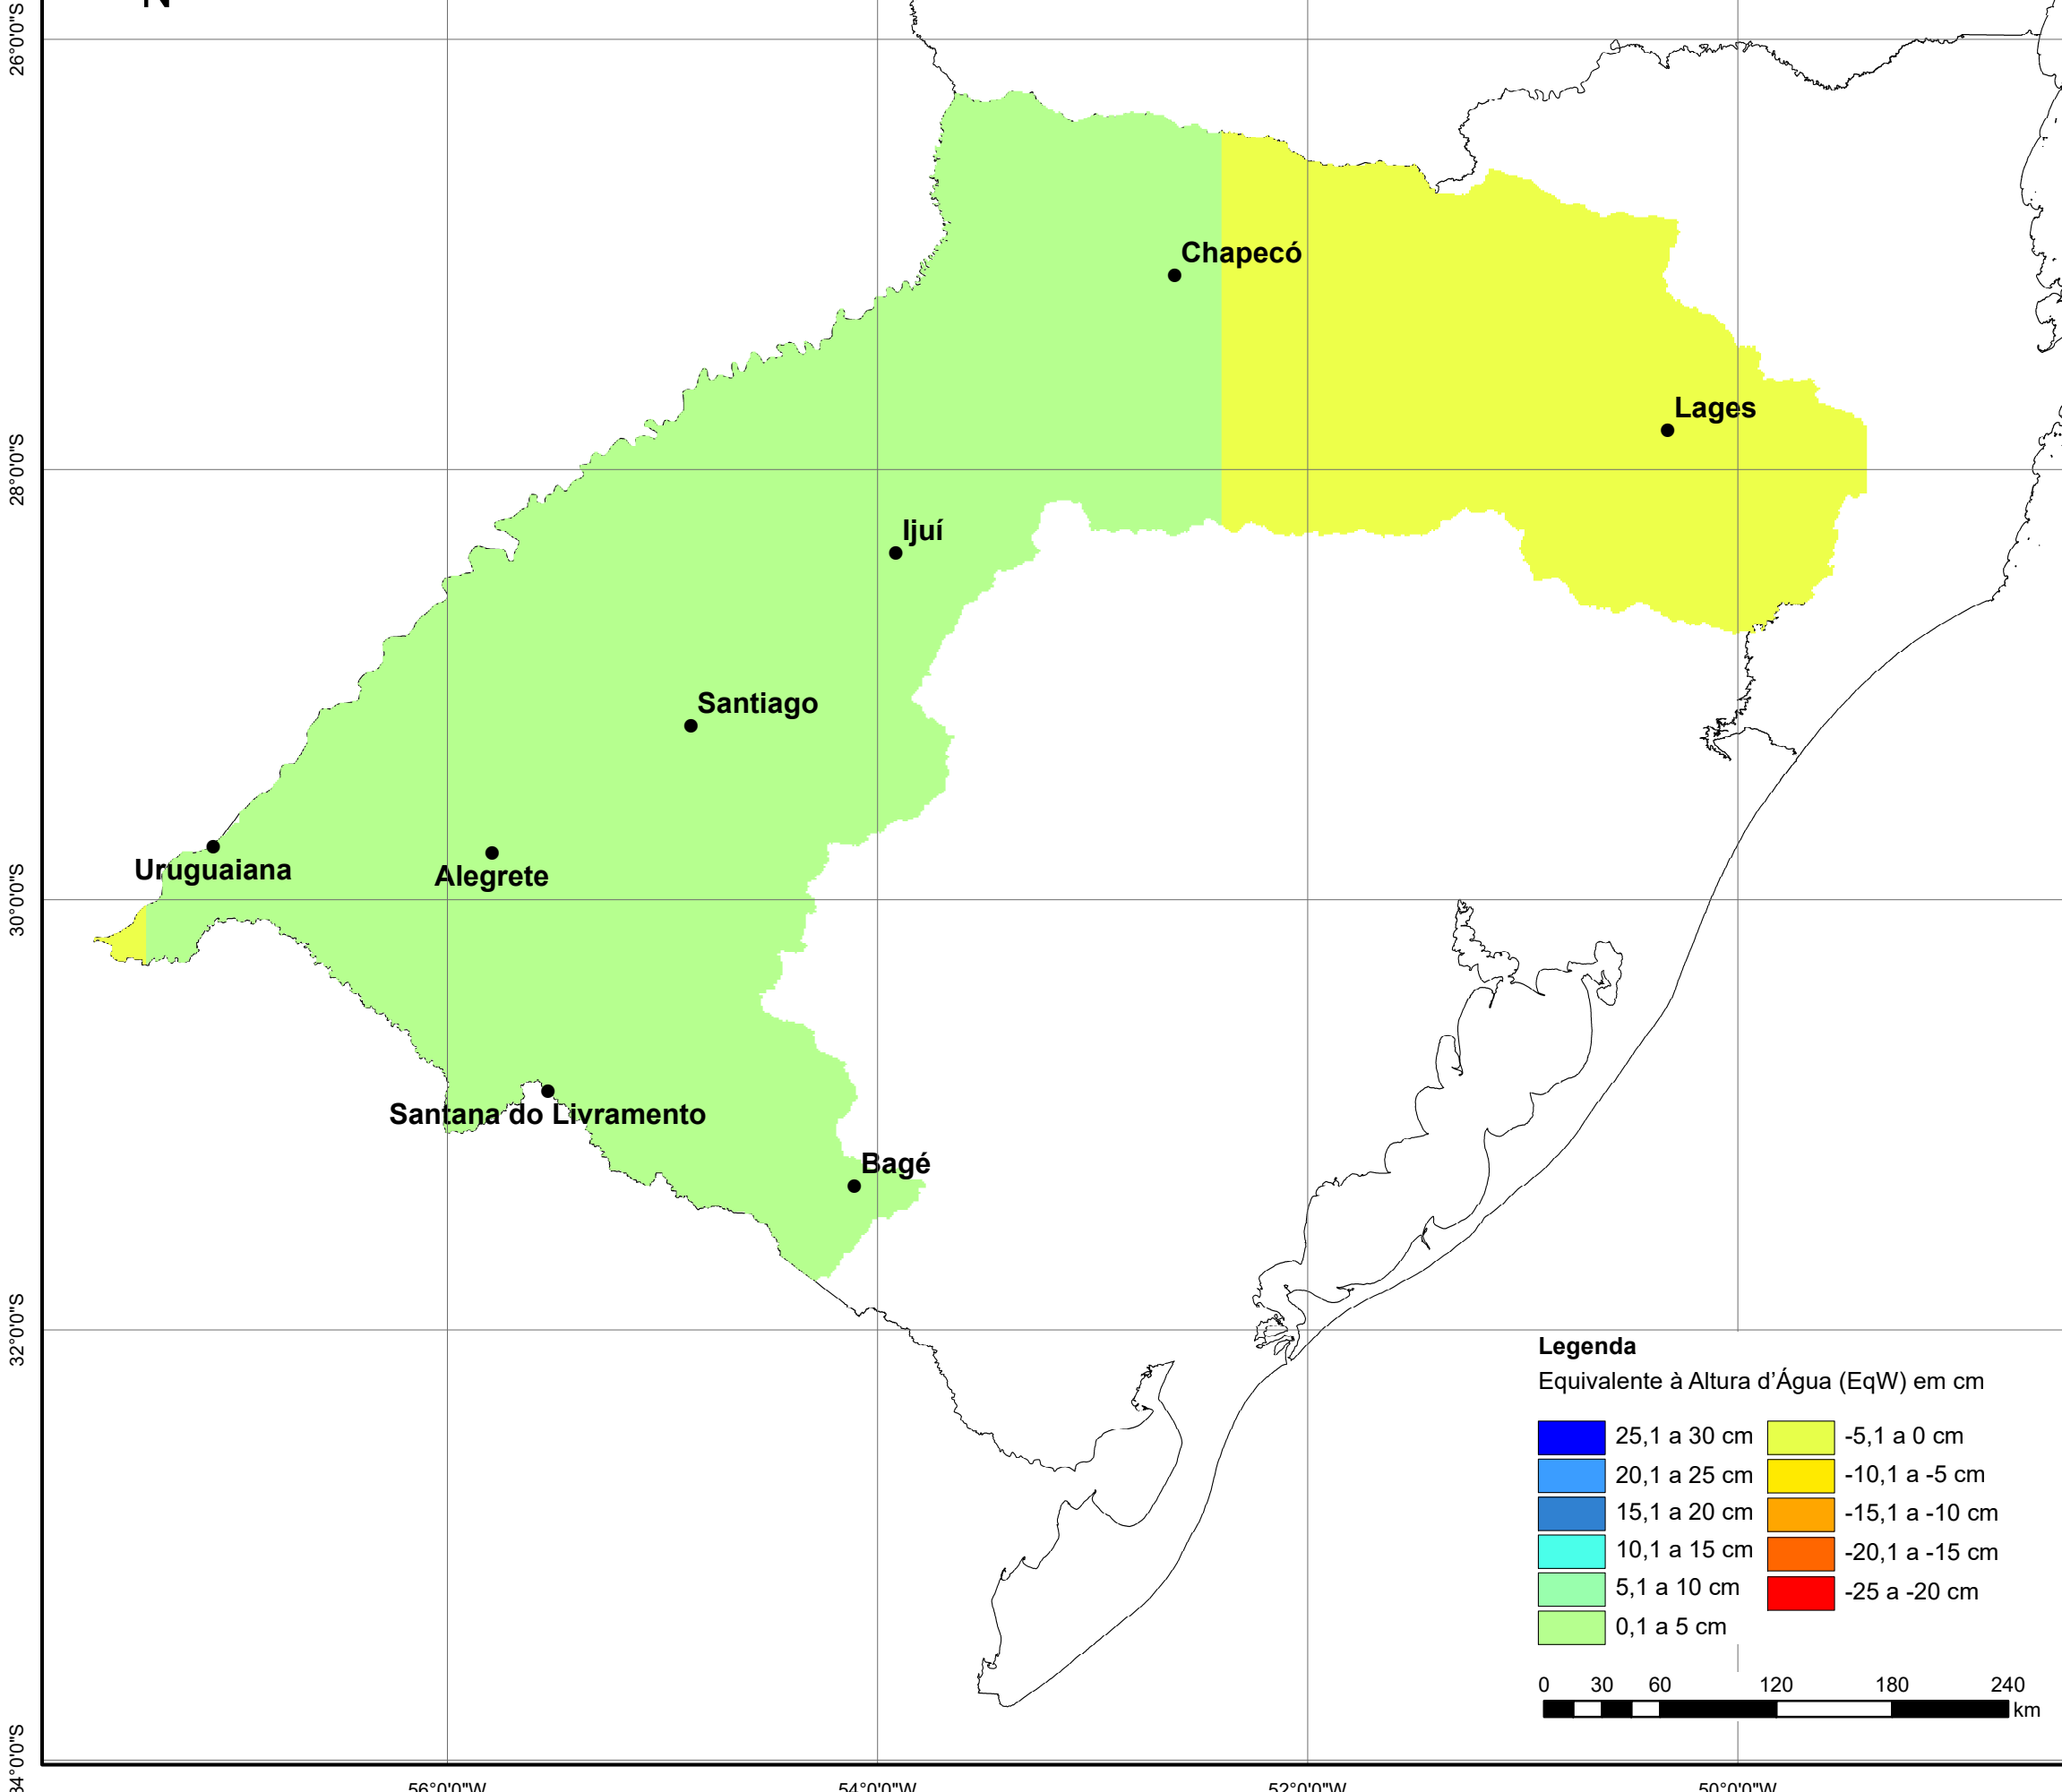 N
26°0'0"S
Chapecó
Lages
28°0'0"S
Ijuí
Santiago
Uruguaiana
Alegrete
30°0'0"S
Santana do Livramento
Bagé
32°0'0"S
Legenda
Equivalente à Altura d'Água (EqW) em cm
25,1 a 30 cm
20,1 a 25 cm
15,1 a 20 cm
10,1 a 15 cm
5,1 a 10 cm
0,1 a 5 cm
-5,1 a 0 cm
-10,1 a -5 cm
-15,1 a -10 cm
-20,1 a -15 cm
-25 a -20 cm
0 30 60 120 180 240
km
34°0'0"S
56°0'0"W 54°0'0"W 52°0'0"W 50°0'0"W